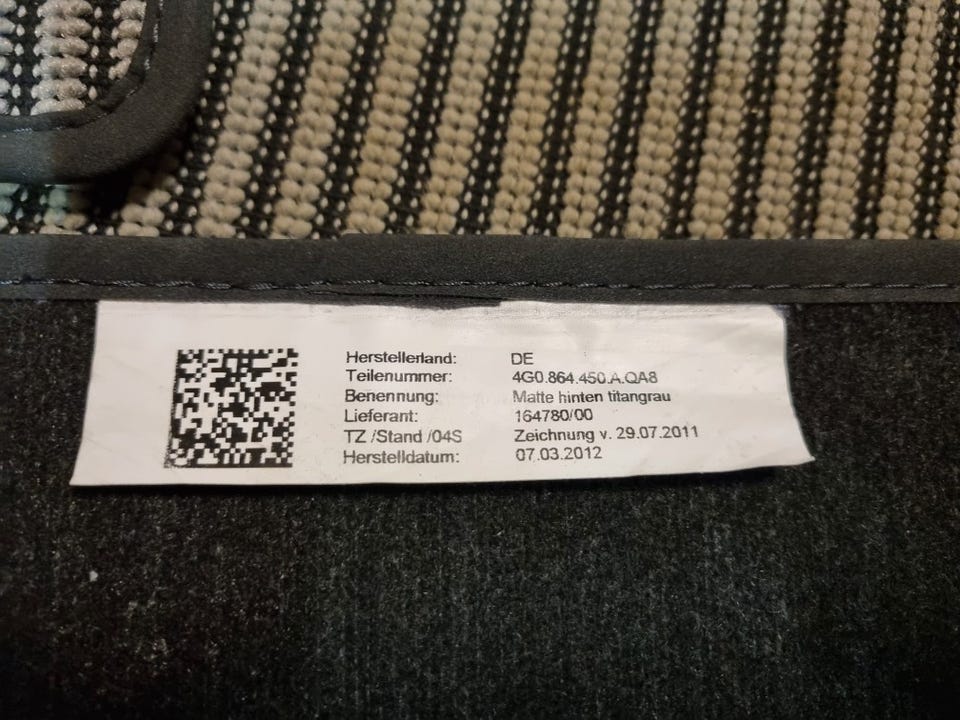 Herstellerland: DE
Teilenummer: 4G0.864.450.A.QA8
Benennung: Matte hinten titangrau
Lieferant: 164780/00
TZ /Stand /04S Zeichnung v. 29.07.2011
Herstelldatum: 07.03.2012